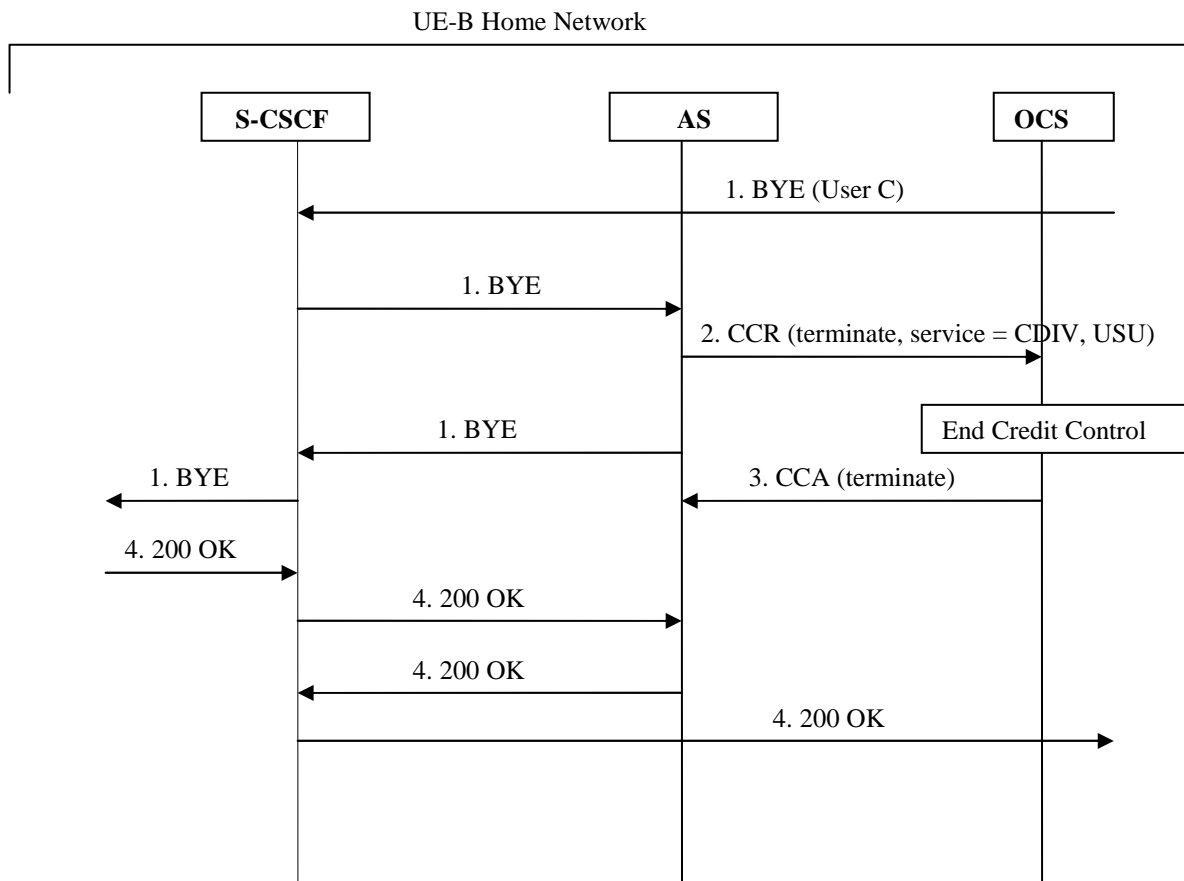 UE-B Home Network
S-CSCF
AS
OCS
1. BYE (User C)
1. BYE
2. CCR (terminate, service = CDIV, USU)
End Credit Control
1. BYE
1. BYE
3. CCA (terminate)
4. 200 OK
4. 200 OK
4. 200 OK
4. 200 OK